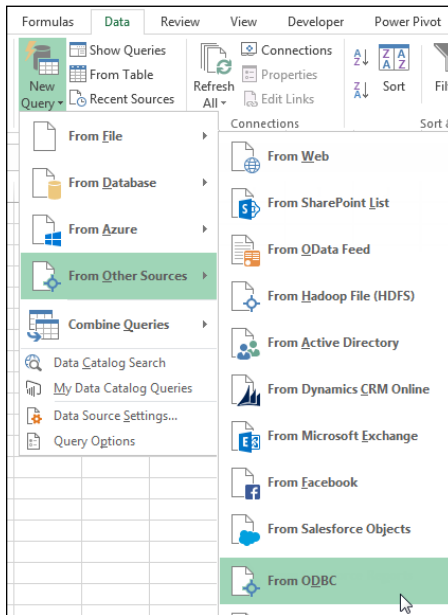 Formulas Data Review View Developer Power Pivot
Show Queries
From Table
Recent Sources
New
Query
Refresh
All
Connections
Properties
Edit Links
Sort
Connections
From File
From Database
From Azure
From Other Sources
Combine Queries
Data Catalog Search
My Data Catalog Queries
Data Source Settings...
Query Options
From Web
From SharePoint List
From OData Feed
From Hadoop File (HDFS)
From Active Directory
From Dynamics CRM Online
From Microsoft Exchange
From Facebook
From Salesforce Objects
From ODBC